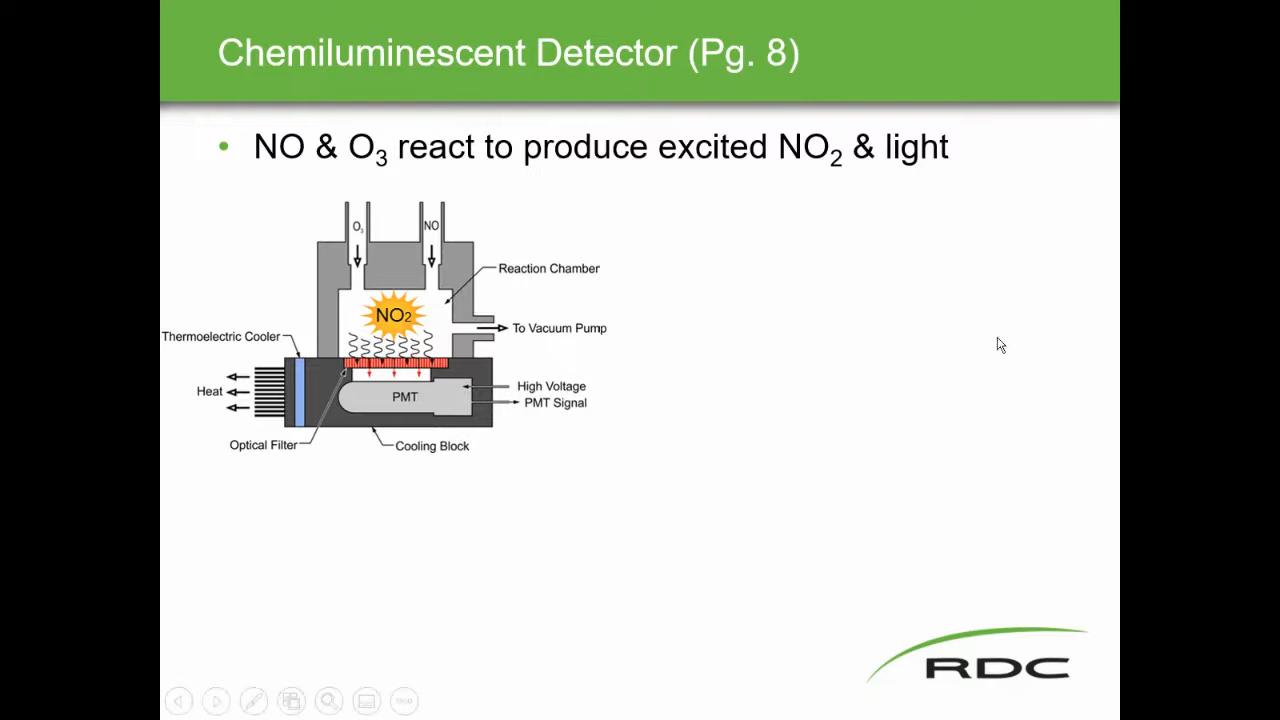 Chemiluminescent Detector (Pg. 8)
• NO & O₃ react to produce excited NO₂ & light
O₃
NO
Reaction Chamber
NO₂
To Vacuum Pump
Thermoelectric Cooler
High Voltage
Heat
PMT
PMT Signal
Optical Filter
Cooling Block
RDC